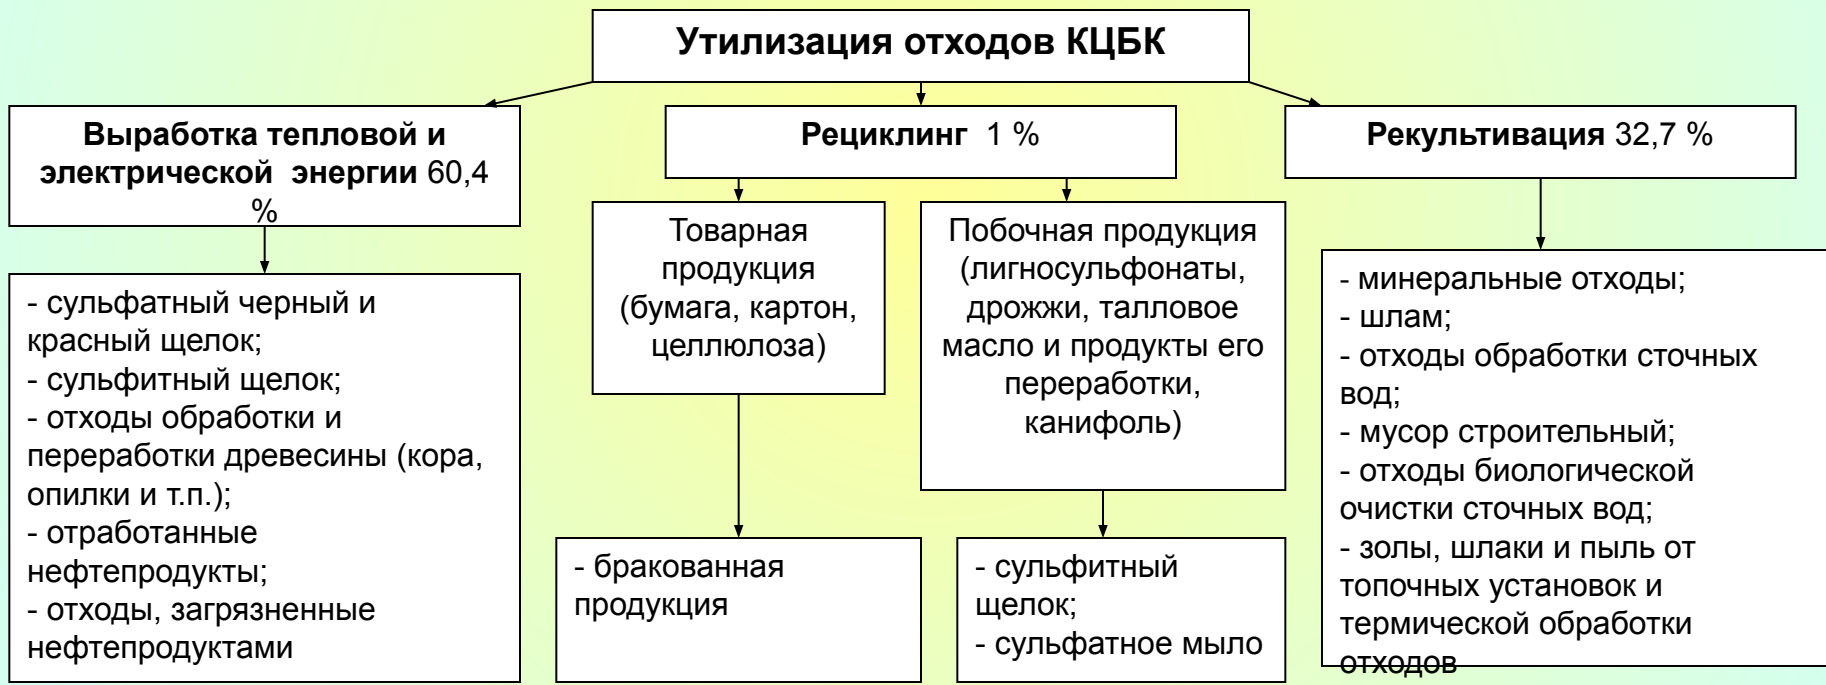 Утилизация отходов КЦБК
Выработка тепловой и
электрической  энергии 60,4
%
Рециклинг  1 %
Рекультивация 32,7 %
- сульфатный черный и
красный щелок;
- сульфитный щелок;
- отходы обработки и
переработки древесины (кора,
опилки и т.п.);
- отработанные
нефтепродукты;
- отходы, загрязненные
нефтепродуктами
Товарная
продукция
(бумага, картон,
целлюлоза)
- бракованная
продукция
Побочная продукция
(лигносульфонаты,
дрожжи, талловое
масло и продукты его
переработки,
канифоль)
- сульфитный
щелок;
- сульфатное мыло
- минеральные отходы;
- шлам;
- отходы обработки сточных
вод;
- мусор строительный;
- отходы биологической
очистки сточных вод;
- золы, шлаки и пыль от
топочных установок и
термической обработки
отходов